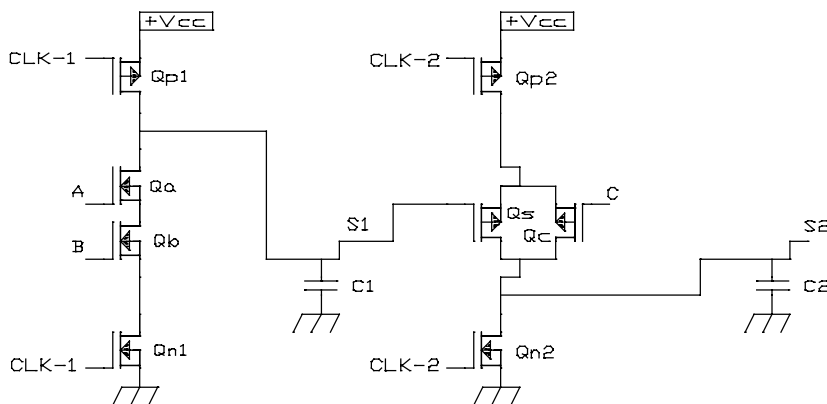 +Vcc +Vcc
CLK-1 CLK-2
Qp1 Qp2
A Qa C
Qs
S1 S2
B Qb Qc
C1 C2
Qn1 Qn2
CLK-1 CLK-2